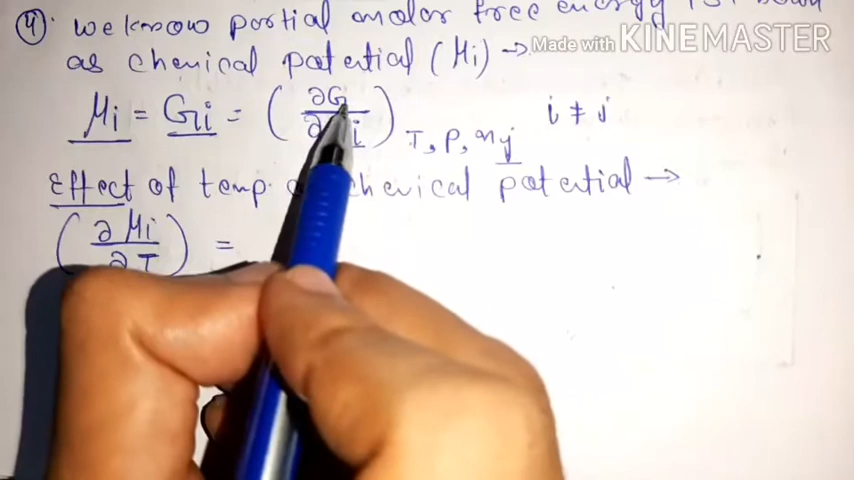 ④ we know partial molar free energy is
as chemical potential (μi) →
Made with KINEMASTER
μi = Gi = (∂G/∂ i) T, P, nj i ≠ j
Effect of temp. chemical potential →
(∂μi/∂T) =